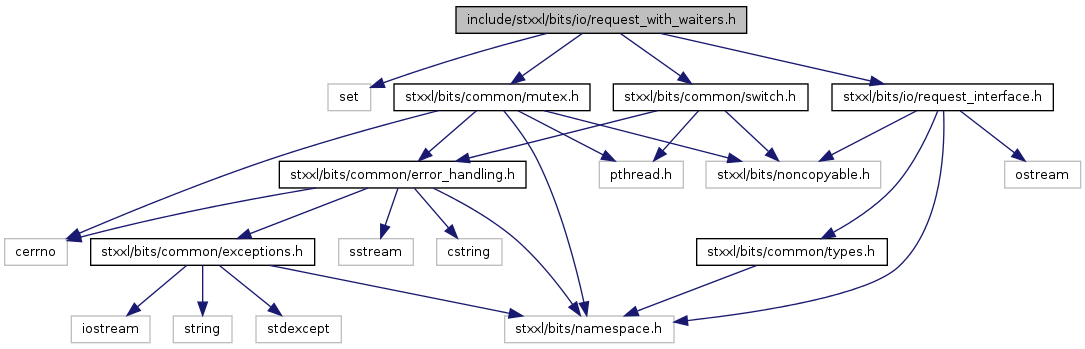 include/stxxl/bits/io/request_with_waiters.h
set
stxxl/bits/common/mutex.h
stxxl/bits/common/switch.h
stxxl/bits/io/request_interface.h
stxxl/bits/common/error_handling.h
pthread.h
stxxl/bits/noncopyable.h
ostream
cerrno
stxxl/bits/common/exceptions.h
sstream
cstring
stxxl/bits/common/types.h
iostream
string
stdexcept
stxxl/bits/namespace.h